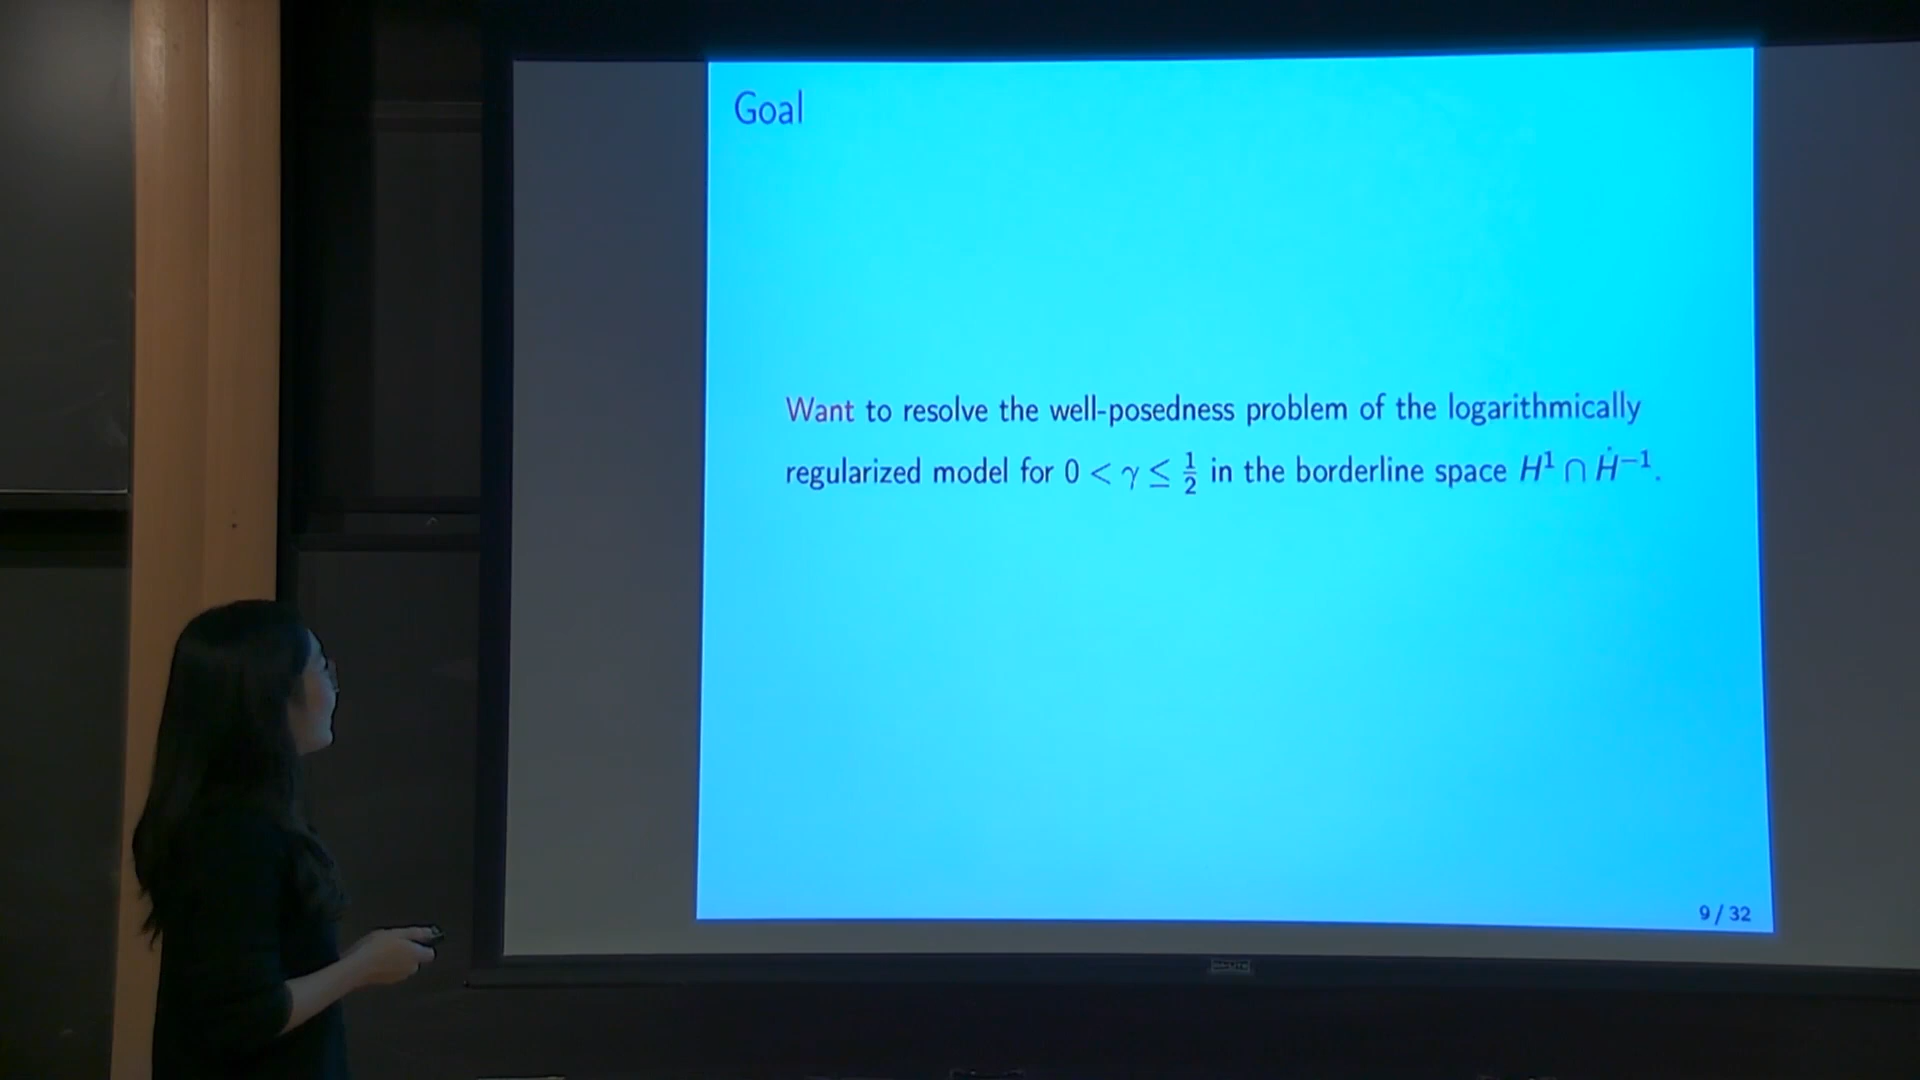 Goal
Want to resolve the well-posedness problem of the logarithmically
regularized model for 0 < γ ≤ 1/2 in the borderline space H¹ ∩ Ḣ⁻¹.
9 / 32